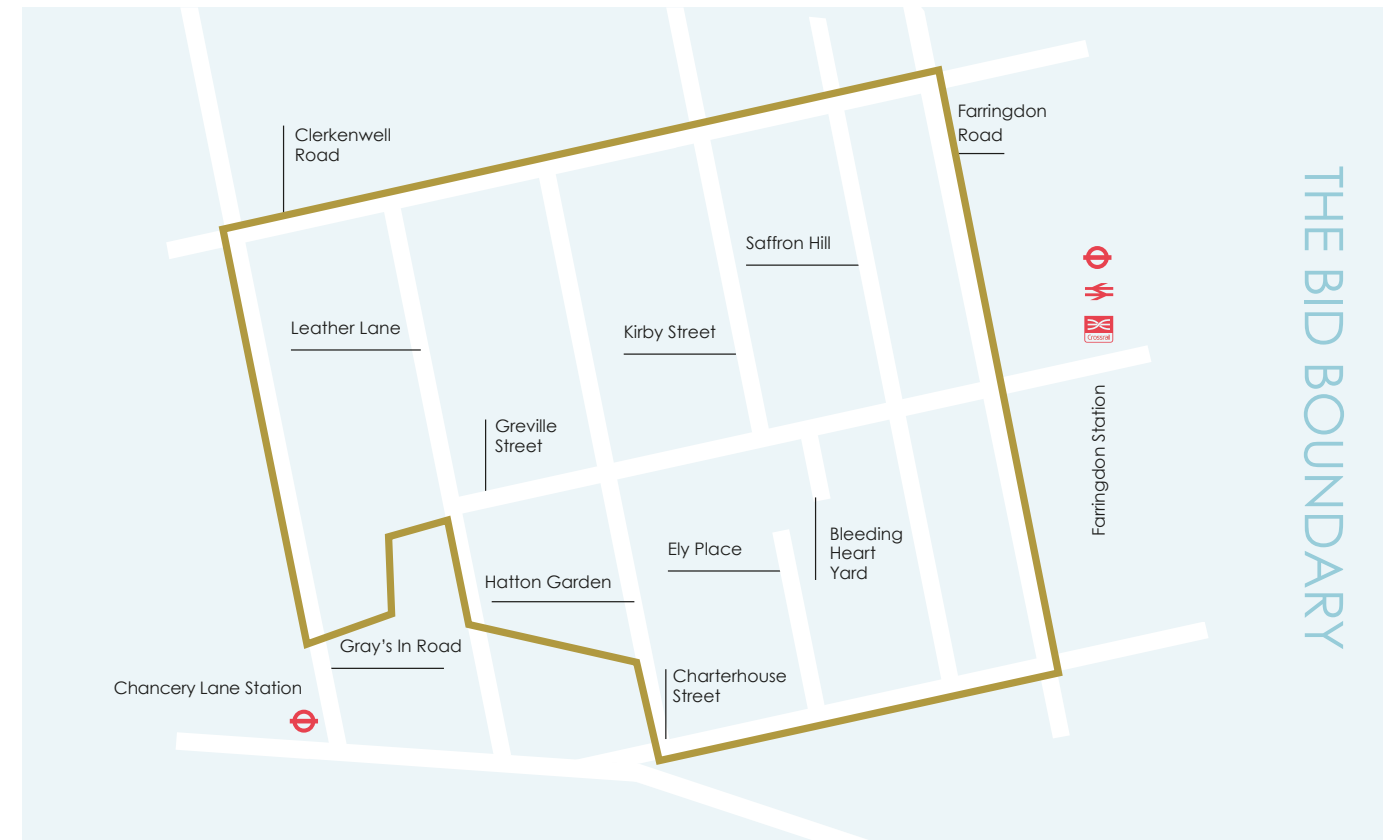 Farringdon
Road
Clerkenwell
Road
Saffron Hill
Leather Lane
Kirby Street
Crossrail
Greville
Street
Farringdon Station
THE BID BOUNDARY
Bleeding
Heart
Yard
Ely Place
Hatton Garden
Gray's In Road
Chancery Lane Station
Charterhouse
Street